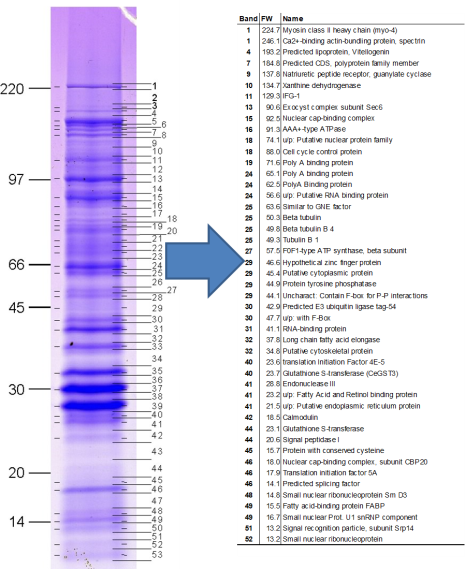 220
97
66
45
30
20
14
1
2
3
4
5
6
7
8
9
10
11
12
13
14
15
16
17
18
19
20
21
22
23
24
25
26
27
28
29
30
31
32
33
34
35
36
37
38
39
40
41
42
43
44
45
46
47
48
49
50
51
52
53
Band FW Name
1 224.7 Myosin class II heavy chain (myo-4)
1 246.1 Ca2+-binding actin-bundling protein, spectrin
4 193.2 Predicted lipoprotein, Vitellogenin
7 184.8 Predicted CDS, polyprotein family member
9 137.8 Natriuretic peptide receptor, guanylate cyclase
10 134.7 Xanthine dehydrogenase
11 129.3 IFG-1
13 90.6 Exocyst complex subunit Sec6
15 92.5 Nuclear cap-binding complex
16 91.3 AAA+-type ATPase
18 74.1 u/p: Putative nuclear protein family
18 88.0 Cell cycle control protein
19 71.6 Poly A binding protein
24 65.1 Poly A binding protein
24 62.5 PolyA Binding protein
24 56.6 u/p: Putative RNA binding protein
25 63.6 Similar to GNE factor
25 50.3 Beta tubulin
25 49.8 Beta tubulin B 4
25 49.3 Tubulin B 1
27 57.5 F0F1-type ATP synthase, beta subunit
29 46.6 Hypothetical zinc finger protein
29 45.4 Putative cytoplasmic protein
29 44.9 Protein tyrosine phosphatase
29 44.1 Uncharact: Contain F-box for P-P interactions
30 42.9 Predicted E3 ubiquitin ligase tag-54
30 47.7 u/p: with F-Box
31 41.1 RNA-binding protein
32 37.8 Long chain fatty acid elongase
32 34.8 Putative cytoskeletal protein
40 23.6 translation Initiation Factor 4E-5
40 23.7 Glutathione S-transferase (CeGST3)
41 28.8 Endonuclease III
41 23.2 u/p: Fatty Acid and Retinol binding protein
41 21.5 u/p: Putative endoplasmic reticulum protein
42 18.5 Calmodulin
44 23.1 Glutathione S-transferase
44 20.6 Signal peptidase I
45 15.7 Protein with conserved cysteine
46 18.0 Nuclear cap-binding complex, subunit CBP20
46 17.9 Translation initiation factor 5A
46 14.1 Predicted splicing factor
48 14.8 Small nuclear ribonucleoprotein Sm D3
49 15.5 Fatty acid-binding protein FABP
49 16.7 Small nuclear Prot. U1 snRNP component
51 13.2 Signal recognition particle, subunit Srp14
52 13.2 Small nuclear ribonucleoprotein